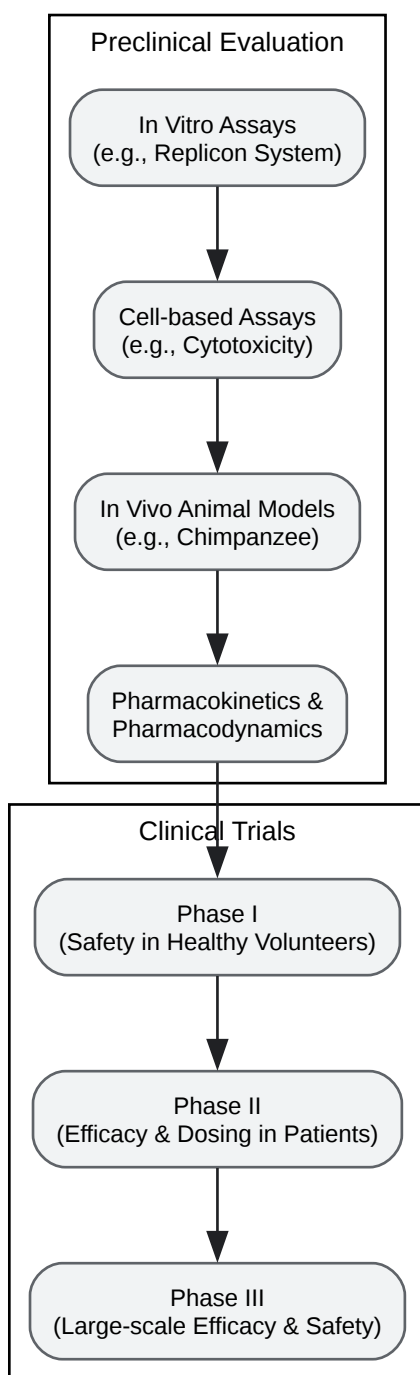 Preclinical Evaluation
In Vitro Assays
(e.g., Replicon System)
Cell-based Assays
(e.g., Cytotoxicity)
In Vivo Animal Models
(e.g., Chimpanzee)
Pharmacokinetics &
Pharmacodynamics
Clinical Trials
Phase I
(Safety in Healthy Volunteers)
Phase II
(Efficacy & Dosing in Patients)
Phase III
(Large-scale Efficacy & Safety)